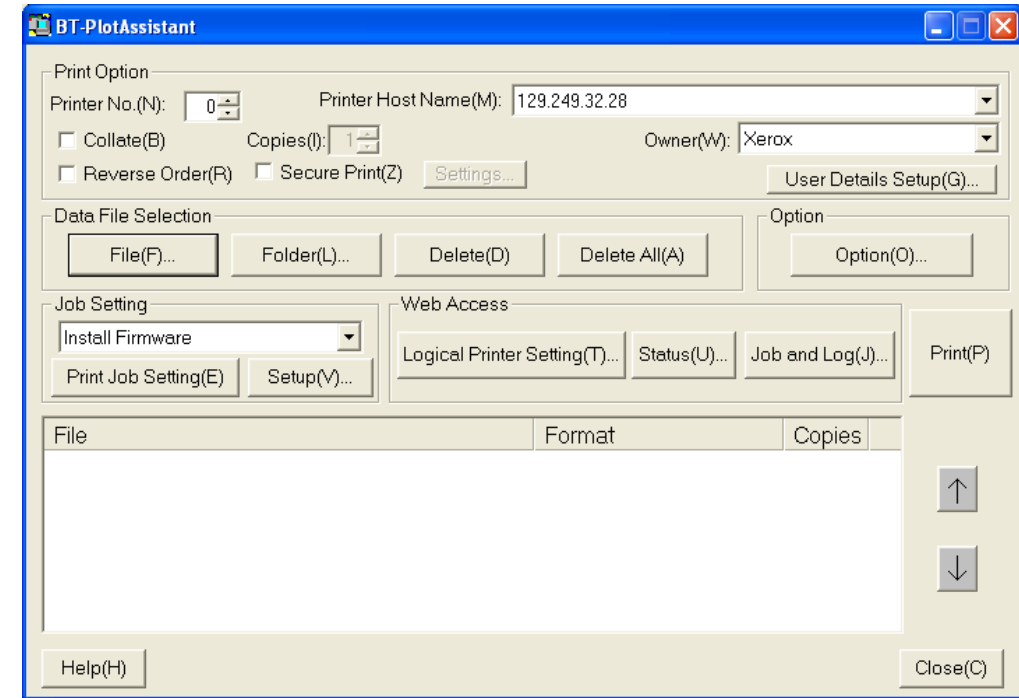 BT-PlotAssistant
Print Option
Printer No.(N): 0 Printer Host Name(M): 129.249.32.28
Collate(B) Copies(I): 1 Owner(W): Xerox
Reverse Order(R) Secure Print(Z) Settings... User Details Setup(G)...
Data File Selection Option
File(F)... Folder(L)... Delete(D) Delete All(A) Option(O)...
Job Setting Web Access
Install Firmware
Logical Printer Setting(T)... Status(U)... Job and Log(J)... Print(P)
Print Job Setting(E) Setup(V)...
File Format Copies
Help(H) Close(C)